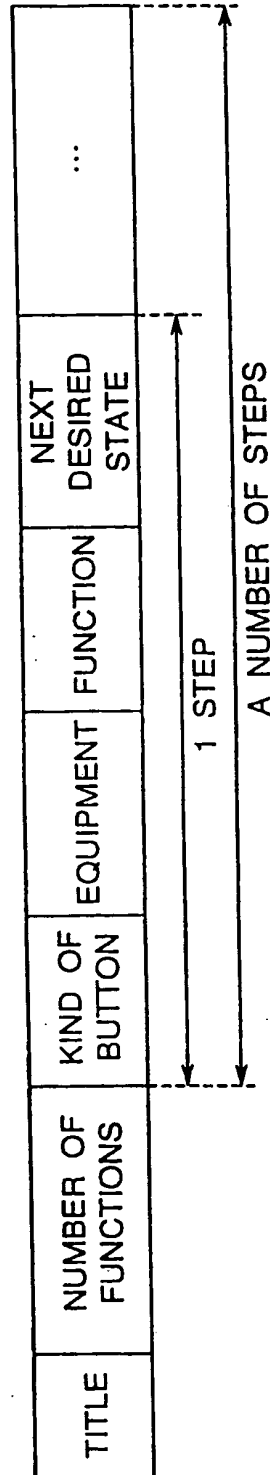 TITLE
NUMBER OF
FUNCTIONS
KIND OF
BUTTON
EQUIPMENT
FUNCTION
NEXT
DESIRED
STATE
...
1 STEP
A NUMBER OF STEPS